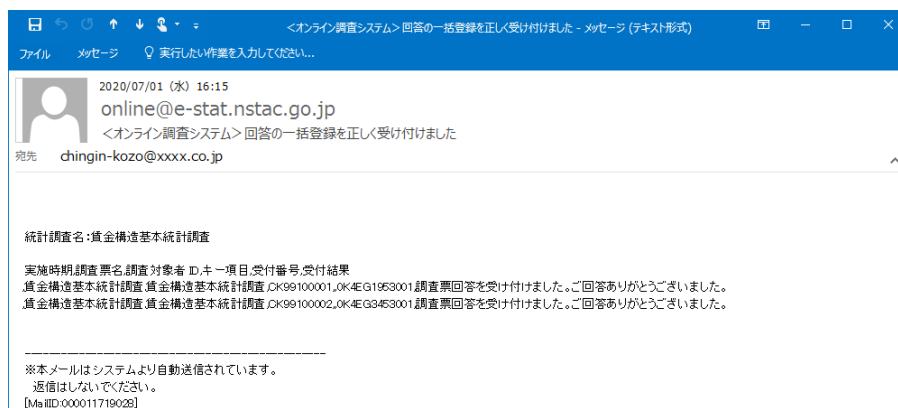 <オンライン調査システム> 回答の一括登録を正しく受け付けました - メッセージ (テキスト形式)
ファイル メッセージ 実行したい作業を入力してください...
2020/07/01 (水) 16:15
online@e-stat.nstac.go.jp
<オンライン調査システム> 回答の一括登録を正しく受け付けました
宛先 chingin-kozo@xxxx.co.jp
統計調査名:賃金構造基本統計調査
実施時期,調査票名,調査対象者 ID,キー項目,受付番号,受付結果
,賃金構造基本統計調査,賃金構造基本統計調査,CK99100001,,0K4EG1953001,調査票回答を受け付けました。ご回答ありがとうございました。
,賃金構造基本統計調査,賃金構造基本統計調査,CK99100002,,0K4EG3453001,調査票回答を受け付けました。ご回答ありがとうございました。
--------------------------------------------------
※本メールはシステムより自動送信されています。
返信はしないでください。
[MailID:000011719028]